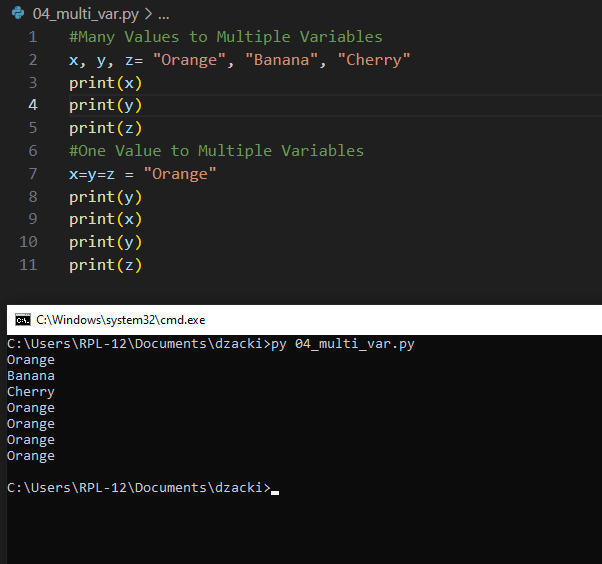 04_multi_var.py > ...
1 #Many Values to Multiple Variables
2 x, y, z= "Orange", "Banana", "Cherry"
3 print(x)
4 print(y)
5 print(z)
6 #One Value to Multiple Variables
7 x=y=z = "Orange"
8 print(y)
9 print(x)
10 print(y)
11 print(z)
C:\Windows\system32\cmd.exe
C:\Users\RPL-12\Documents\dzacki>py 04_multi_var.py
Orange
Banana
Cherry
Orange
Orange
Orange
Orange
C:\Users\RPL-12\Documents\dzacki>